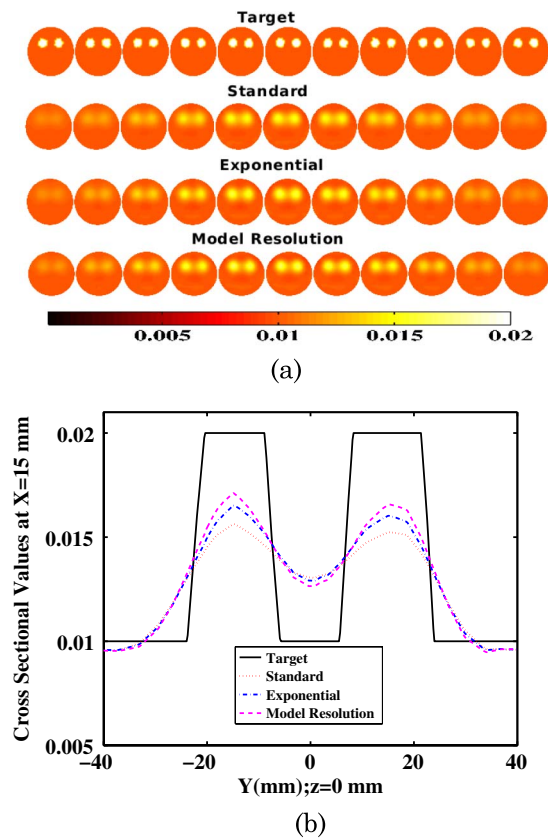 Target
Standard
Exponential
Model Resolution
0.005 0.01 0.015 0.02
(a)
0.02
0.015
0.01
0.005
Cross Sectional Values at X=15 mm
Target
Standard
Exponential
Model Resolution
−40 −20 0 20 40
Y(mm);z=0 mm
(b)